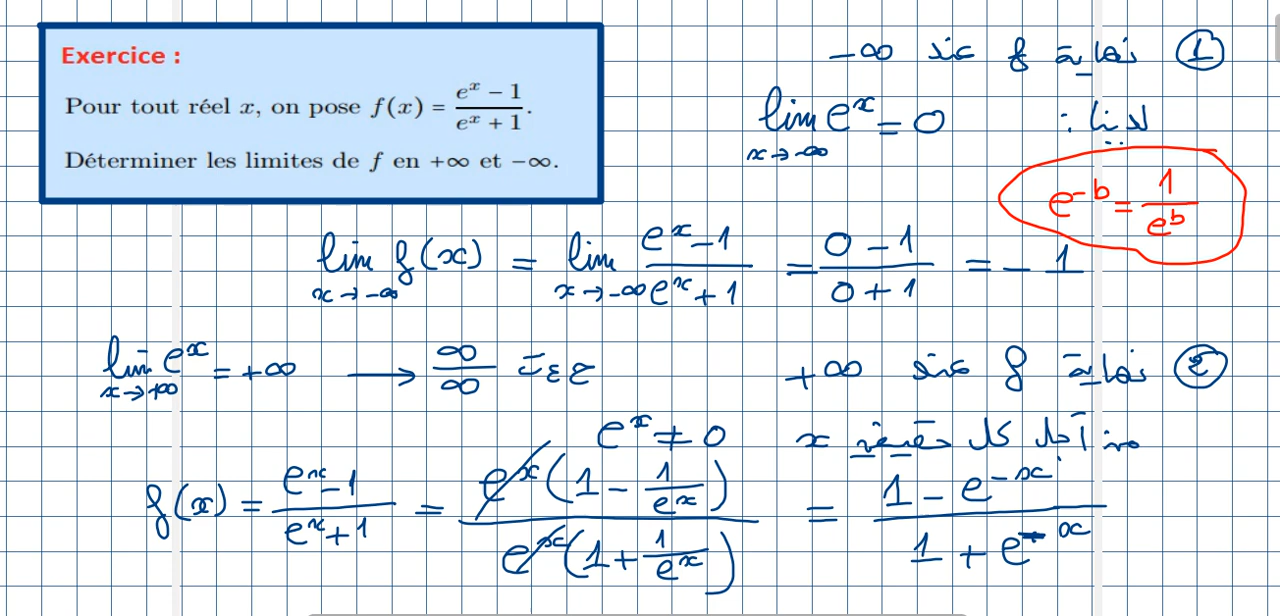 Exercice :
Pour tout réel x, on pose f(x) = (e^x − 1)/(e^x + 1).
Déterminer les limites de f en +∞ et −∞.
① نهاية f عند −∞
لدينا : lim_{x→−∞} e^x = 0
e^{-b} = 1/e^b
lim_{x→−∞} f(x) = lim_{x→−∞} (e^x − 1)/(e^x + 1) = (0 − 1)/(0 + 1) = − 1
② نهاية f عند +∞
lim_{x→+∞} e^x = +∞ ⟶ ∞/∞ ح ع ت
من أجل كل حقيقي x e^x ≠ 0
f(x) = (e^x − 1)/(e^x + 1) = e^x(1 − 1/e^x)/e^x(1 + 1/e^x) = (1 − e^{−x})/(1 + e^{−x})